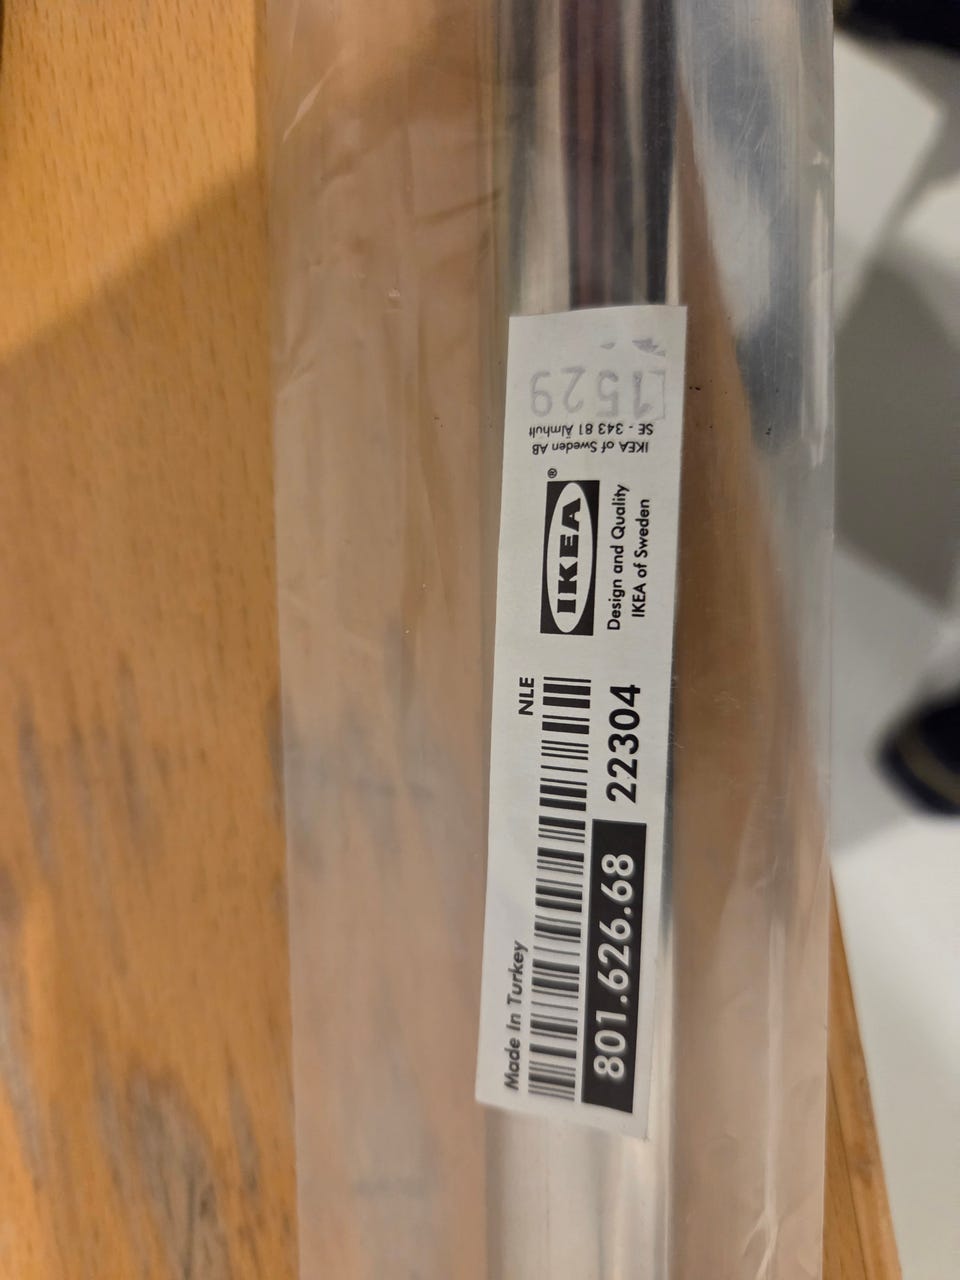 Made in Turkey
NLE
801.626.68
22304
IKEA®
Design and Quality
IKEA of Sweden
IKEA of Sweden AB
SE - 343 81 Älmhult
1529